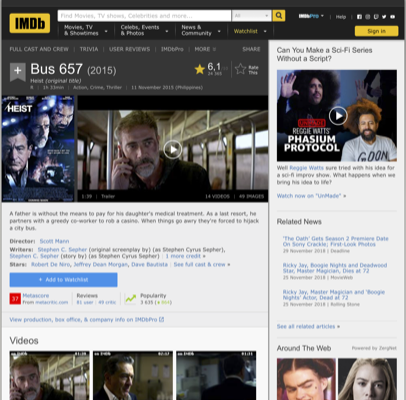 IMDb
Find Movies, TV shows, Celebrities and more...
All
IMDbPro
Help
Movies, TV & Showtimes
Celebs, Events & Photos
News & Community
Watchlist
Sign in
FULL CAST AND CREW | TRIVIA | USER REVIEWS | IMDbPro | MORE
SHARE
Bus 657 (2015)
Heist (original title)
6,1
Rate This
R | 1h 33min | Action, Crime, Thriller | 11 November 2015 (Philippines)
HEIST
1:39 | Trailer
14 VIDEOS | 49 IMAGES
A father is without the means to pay for his daughter's medical treatment. As a last resort, he
partners with a greedy co-worker to rob a casino. When things go awry they're forced to hijack
a city bus.
Director: Scott Mann
Writers: Stephen C. Sepher (original screenplay by) (as Stephen Cyrus Sepher),
Stephen C. Sepher (story by) (as Stephen Cyrus Sepher) | 1 more credit »
Stars: Robert De Niro, Jeffrey Dean Morgan, Dave Bautista | See full cast & crew »
+ Add to Watchlist
37
Metascore
From metacritic.com
Reviews
81 user | 49 critic
Popularity
View production, box office, & company info on IMDbPro
Videos
Can You Make a Sci-Fi Series
Without a Script?
REGGIE WATTS'
PHASIUM
PROTOCOL
Well Reggie Watts sure tried with his idea for
a sci-fi improv show. What happens when we
bring his idea to life?
Watch now on "UnMade" »
Related News
'The Oath' Gets Season 2 Premiere Date
On Sony Crackle; First-Look Photos
29 November 2018 | Deadline
Ricky Jay, Boogie Nights and Deadwood
Star, Master Magician, Dies at 72
25 November 2018 | MovieWeb
Ricky Jay, Master Magician and 'Boogie
Nights' Actor, Dead at 72
25 November 2018 | Rolling Stone
See all related articles »
Around The Web
Powered by ZergNet